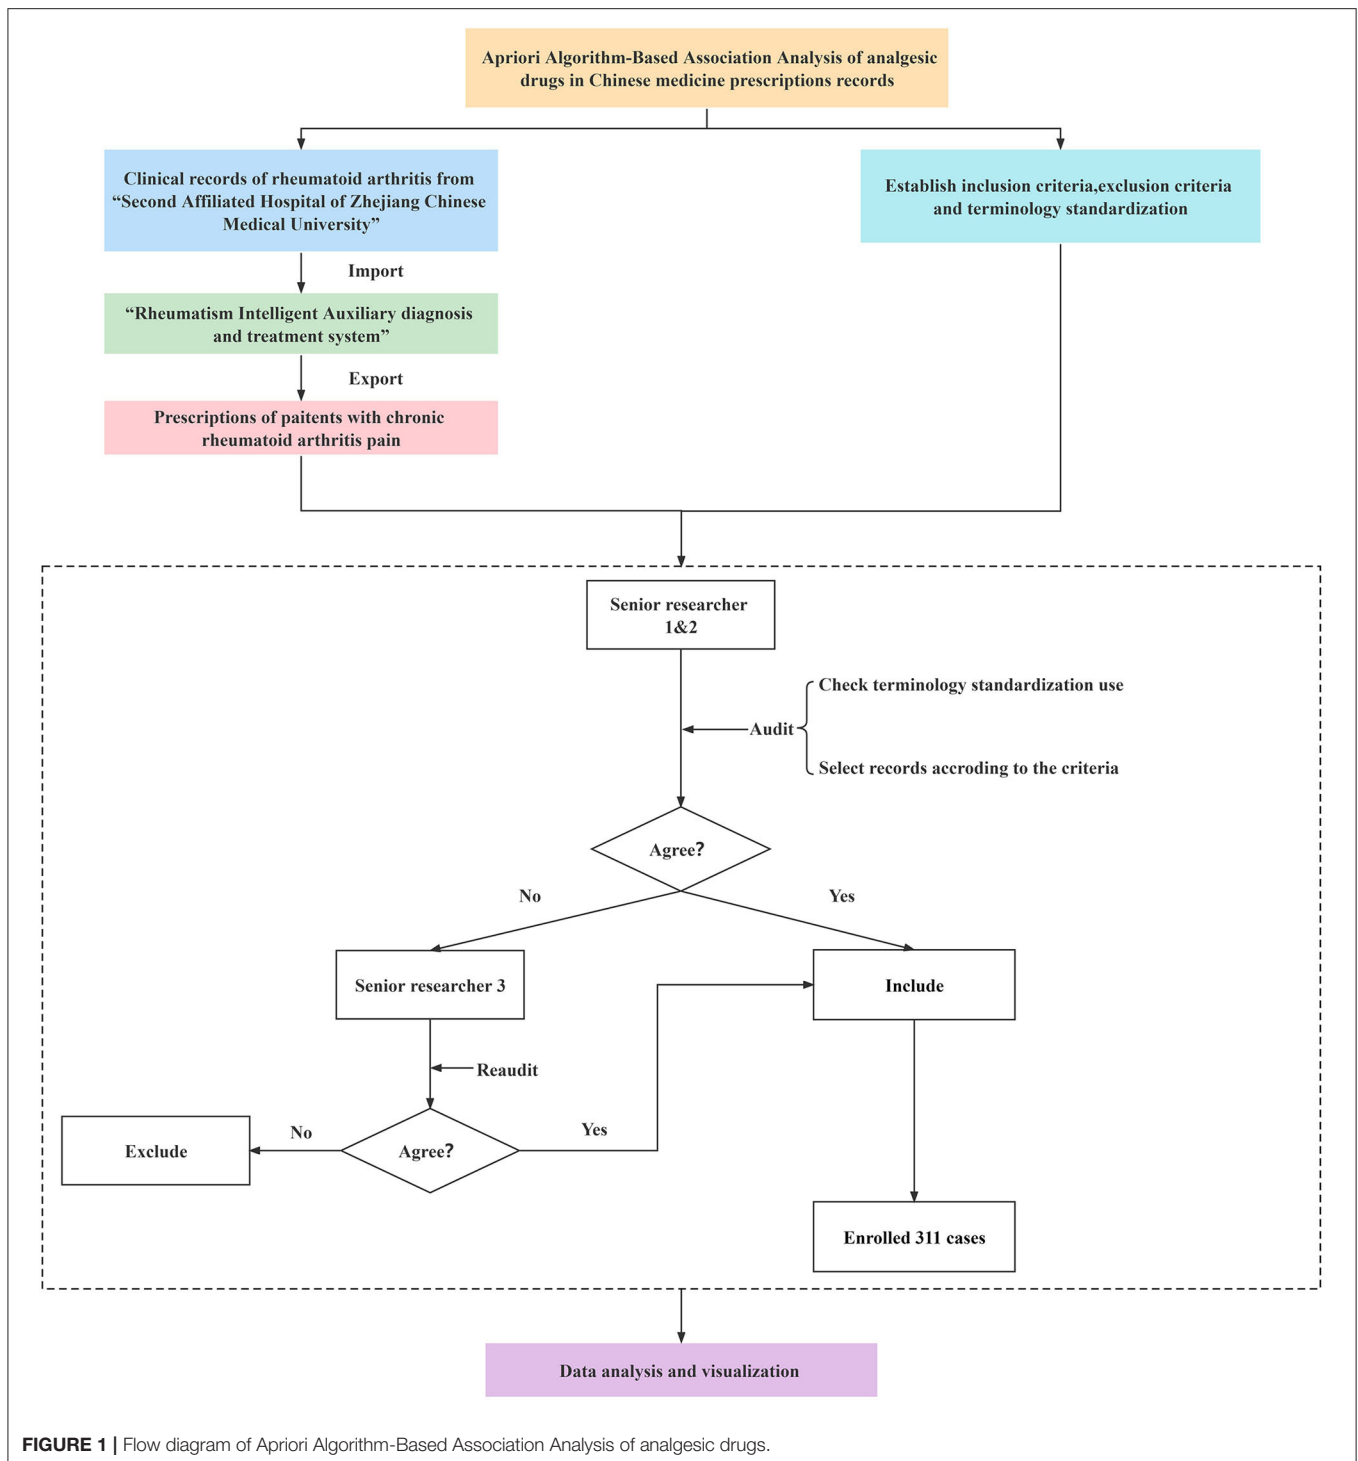 Apriori Algorithm-Based Association Analysis of analgesic
drugs in Chinese medicine prescriptions records
Clinical records of rheumatoid arthritis from
“Second Affiliated Hospital of Zhejiang Chinese
Medical University”
Establish inclusion criteria,exclusion criteria
and terminology standardization
Import
“Rheumatism Intelligent Auxiliary diagnosis
and treatment system”
Export
Prescriptions of paitents with chronic
rheumatoid arthritis pain
Senior researcher
1&2
Check terminology standardization use
Audit
Select records accroding to the criteria
Agree?
No
Yes
Senior researcher 3
Include
Reaudit
Exclude
No
Agree?
Yes
Enrolled 311 cases
Data analysis and visualization
FIGURE 1 | Flow diagram of Apriori Algorithm-Based Association Analysis of analgesic drugs.